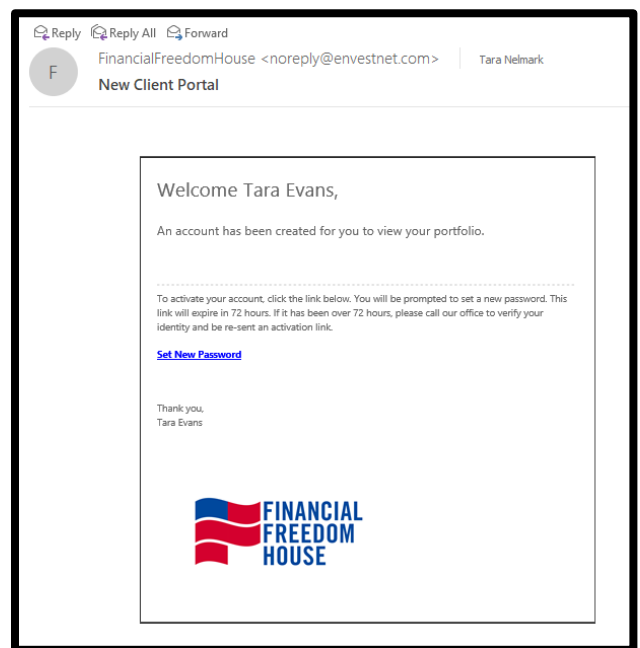 Reply Reply All Forward
F
FinancialFreedomHouse <noreply@envestnet.com> Tara Nelmark
New Client Portal
Welcome Tara Evans,
An account has been created for you to view your portfolio.
To activate your account, click the link below. You will be prompted to set a new password. This
link will expire in 72 hours. If it has been over 72 hours, please call our office to verify your
identity and be re-sent an activation link.
Set New Password
Thank you,
Tara Evans
FINANCIAL
FREEDOM
HOUSE